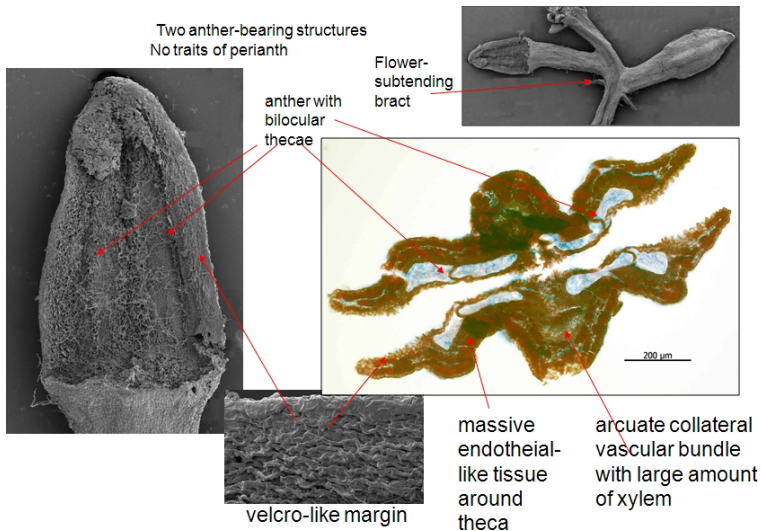 Two anther-bearing structures
No traits of perianth
Flower-
subtending
bract
anther with
bilocular
thecae
200 µm
velcro-like margin
massive
endotheial-
like tissue
around
theca
arcuate collateral
vascular bundle
with large amount
of xylem